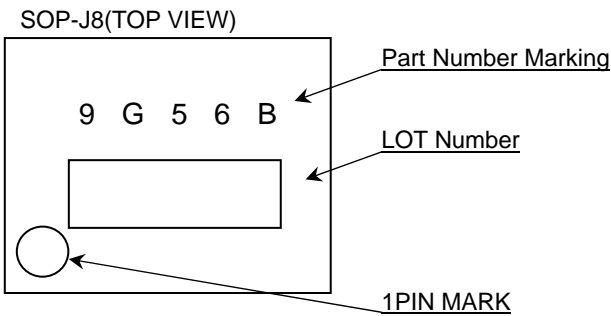 SOP-J8(TOP VIEW)
Part Number Marking
9 G 5 6 B
LOT Number
1PIN MARK